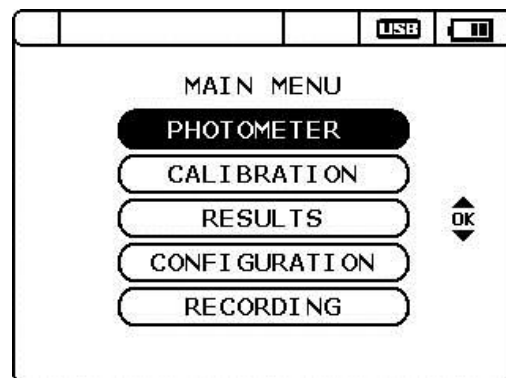 USB
MAIN MENU
PHOTOMETER
CALIBRATION
RESULTS
OK
CONFIGURATION
RECORDING